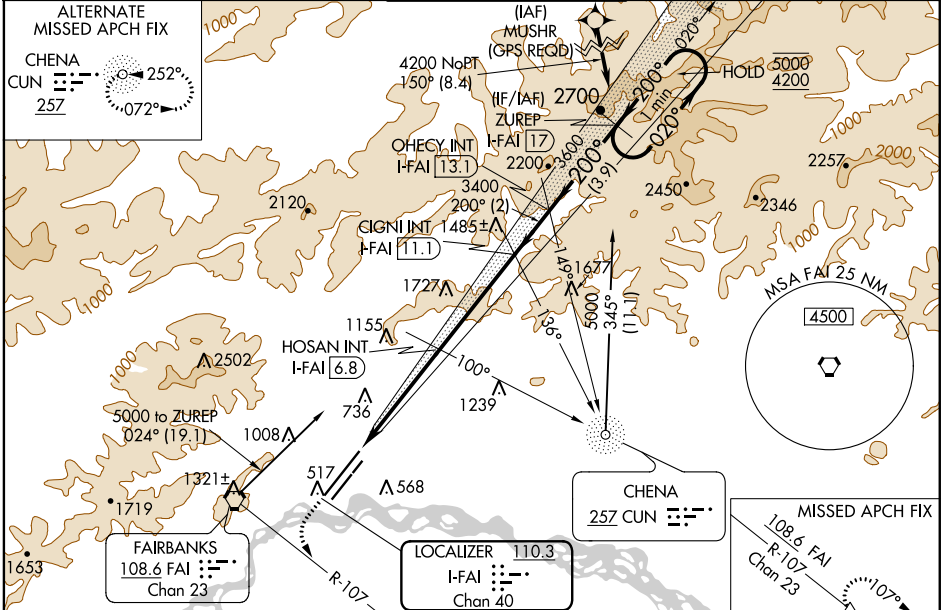 ALTERNATE
MISSED APCH FIX
CHENA
CUN
257
252°
072°
1000
(IAF)
MUSHR
(GPS REQD)
4200 NoPT
150° (8.4)
2700
(IF/IAF)
ZUREP
I-FAI 17
020°
200°
1 min
020°
HOLD 5000
4200
1000
1000
OHECY INT
I-FAI 13.1
2200
3600
200°
(3.9)
3400
200° (2)
2257
2000
2450
2346
2120
CIGNI INT
I-FAI 11.1
1485±
1000
149°
1677
136°
5000
345°
(11.1)
1727
1000
1155
HOSAN INT
I-FAI 6.8
100°
1239
MSA FAI 25 NM
4500
1000
2502
736
5000 to ZUREP
024° (19.1)
1008
1321±
517
568
1719
1653
FAIRBANKS
108.6 FAI
Chan 23
R-107
LOCALIZER 110.3
I-FAI
Chan 40
CHENA
257 CUN
MISSED APCH FIX
108.6 FAI
R-107
Chan 23
107°